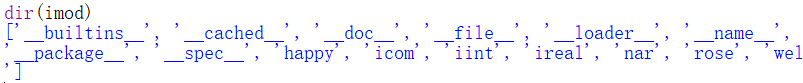 dir(imod)
['__builtins__', '__cached__', '__doc__', '__file__', '__loader__', '__name__',
'__package__', '__spec__', 'happy', 'icom', 'iint', 'ireal', 'nar', 'rose', 'wel
']